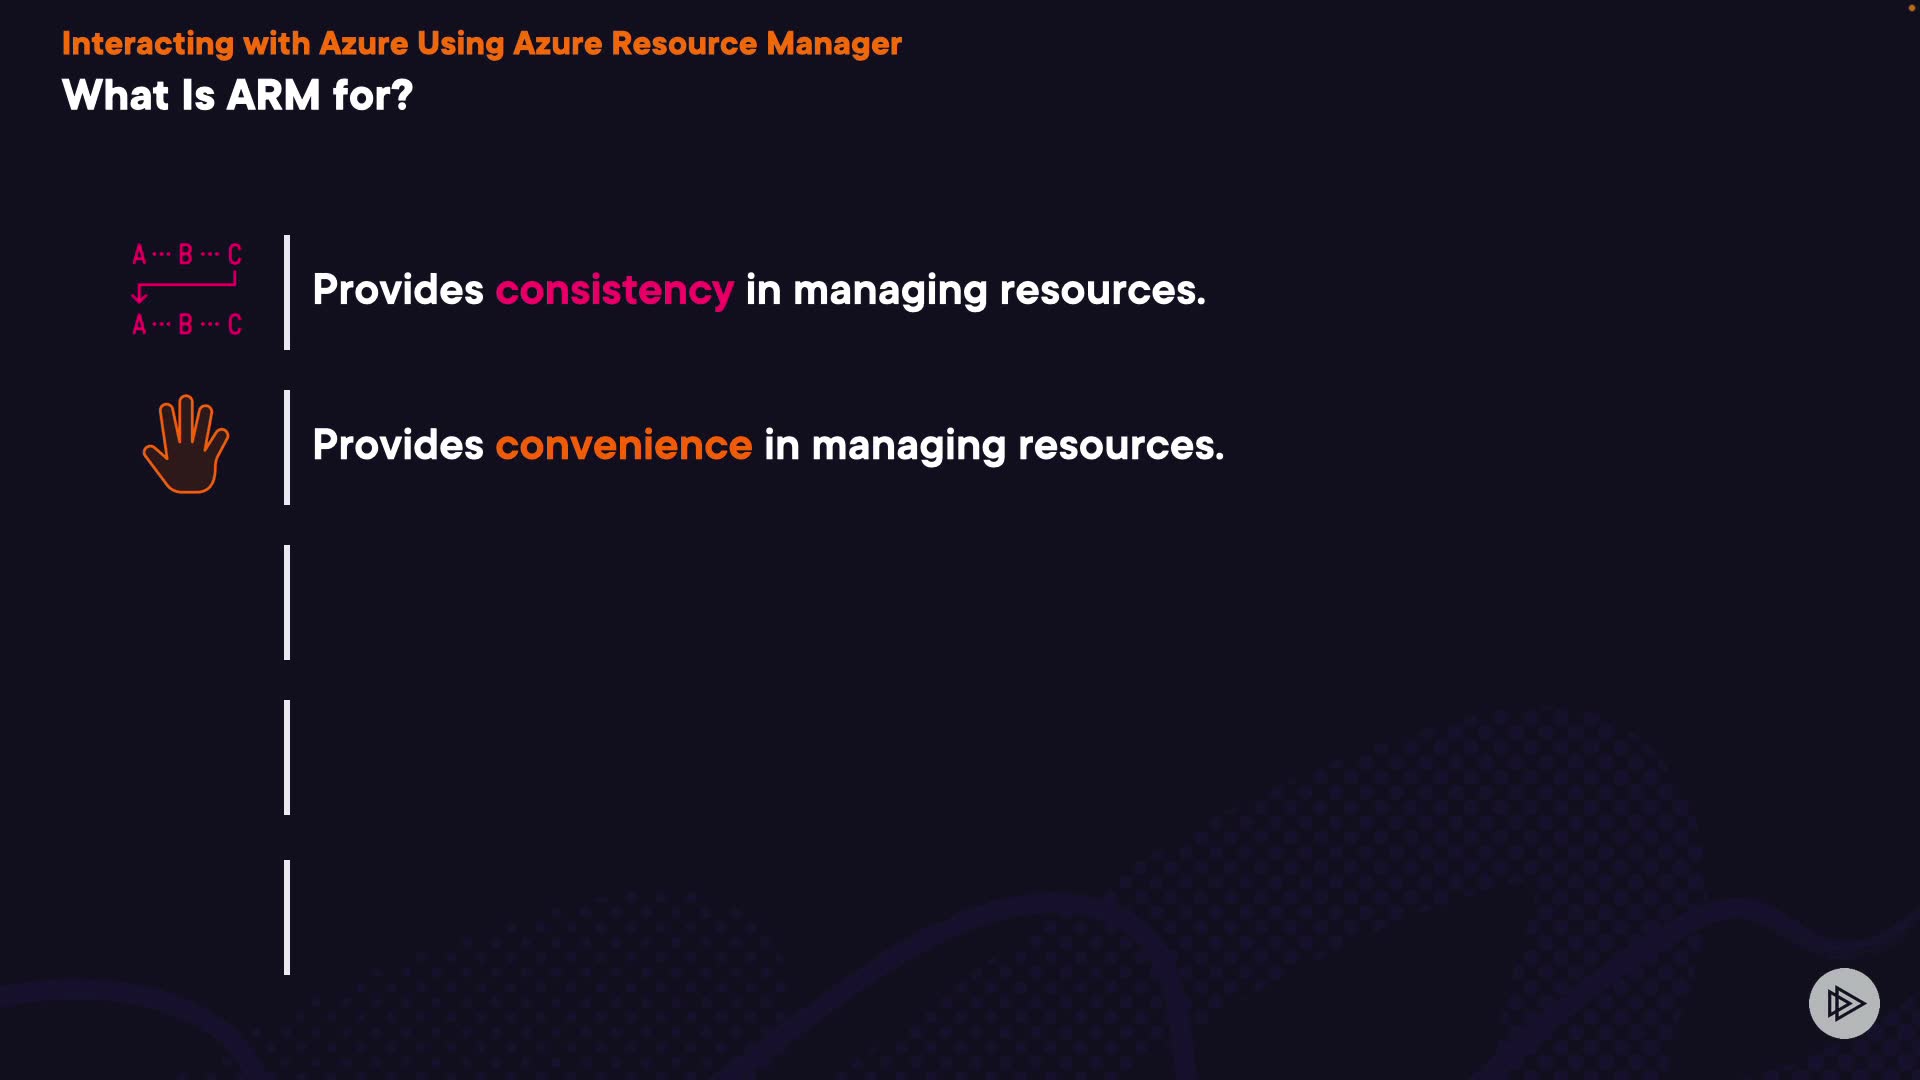 Interacting with Azure Using Azure Resource Manager
What Is ARM for?
A ··· B ··· C
A ··· B ··· C
Provides consistency in managing resources.
Provides convenience in managing resources.